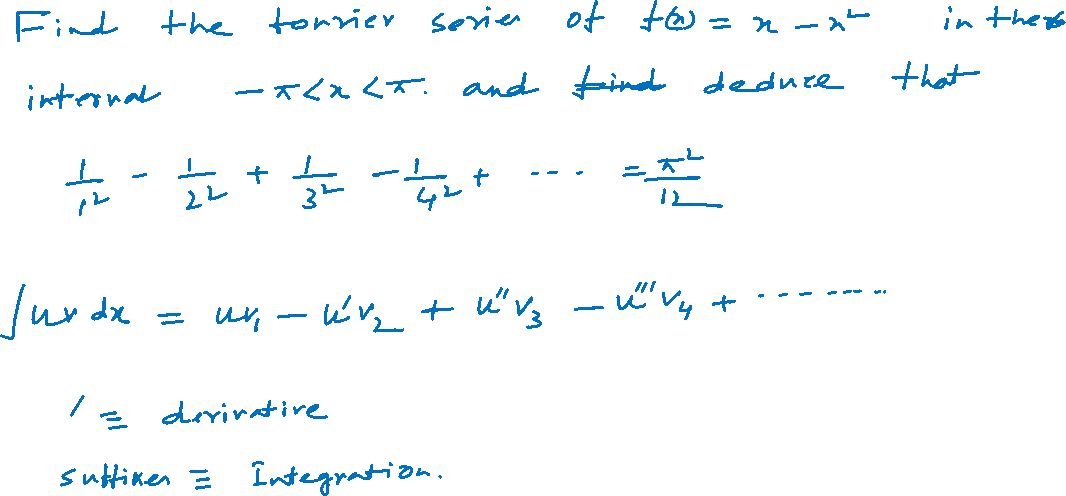 Find the fourier series of f(x) = x - x² in the
interval -π<x<π. and find deduce that
1/1² - 1/2² + 1/3² - 1/4² + ... = π²/12
∫uv dx = uv₁ - u'v₂ + u''v₃ - u'''v₄ + ........
' ≡ derivative
suffixes ≡ Integration.